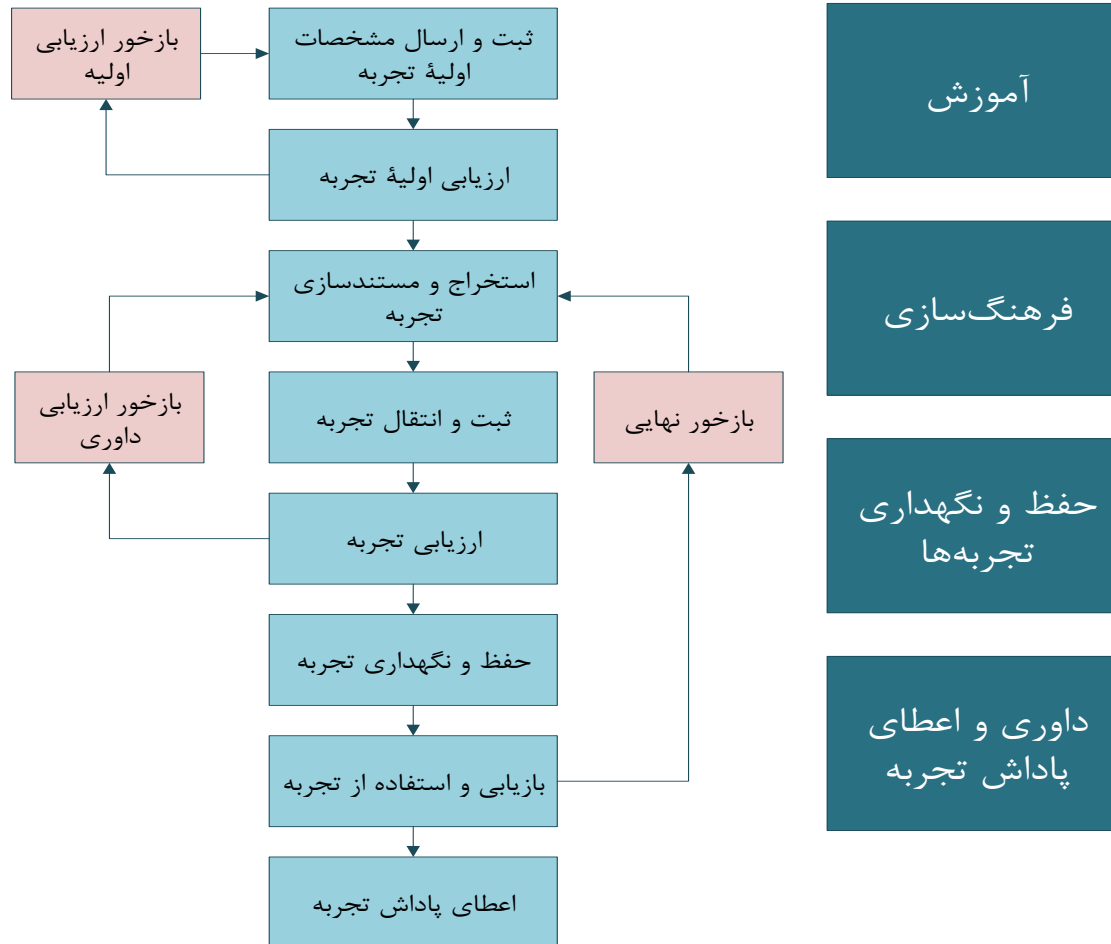 بازخور ارزیابی
اولیه
ثبت و ارسال مشخصات
اولیۀ تجربه
ارزیابی اولیۀ تجربه
استخراج و مستندسازی
تجربه
بازخور ارزیابی
داوری
ثبت و انتقال تجربه
بازخور نهایی
ارزیابی تجربه
حفظ و نگهداری تجربه
بازیابی و استفاده از تجربه
اعطای پاداش تجربه
آموزش
فرهنگ‌سازی
حفظ و نگهداری
تجربه‌ها
داوری و اعطای
پاداش تجربه